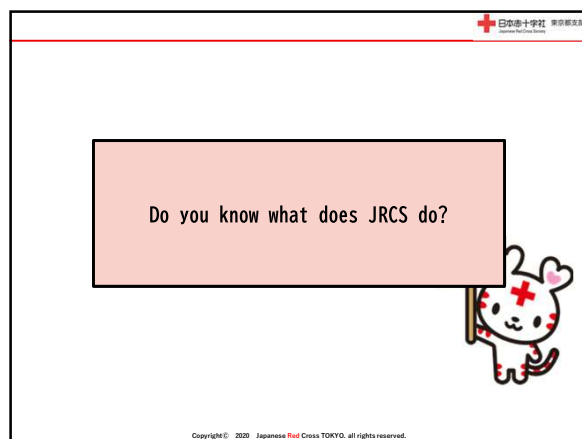 日本赤十字社 東京都支部
Japanese Red Cross Society
Do you know what does JRCS do?
Copyright© 2020 Japanese Red Cross TOKYO. all rights reserved.